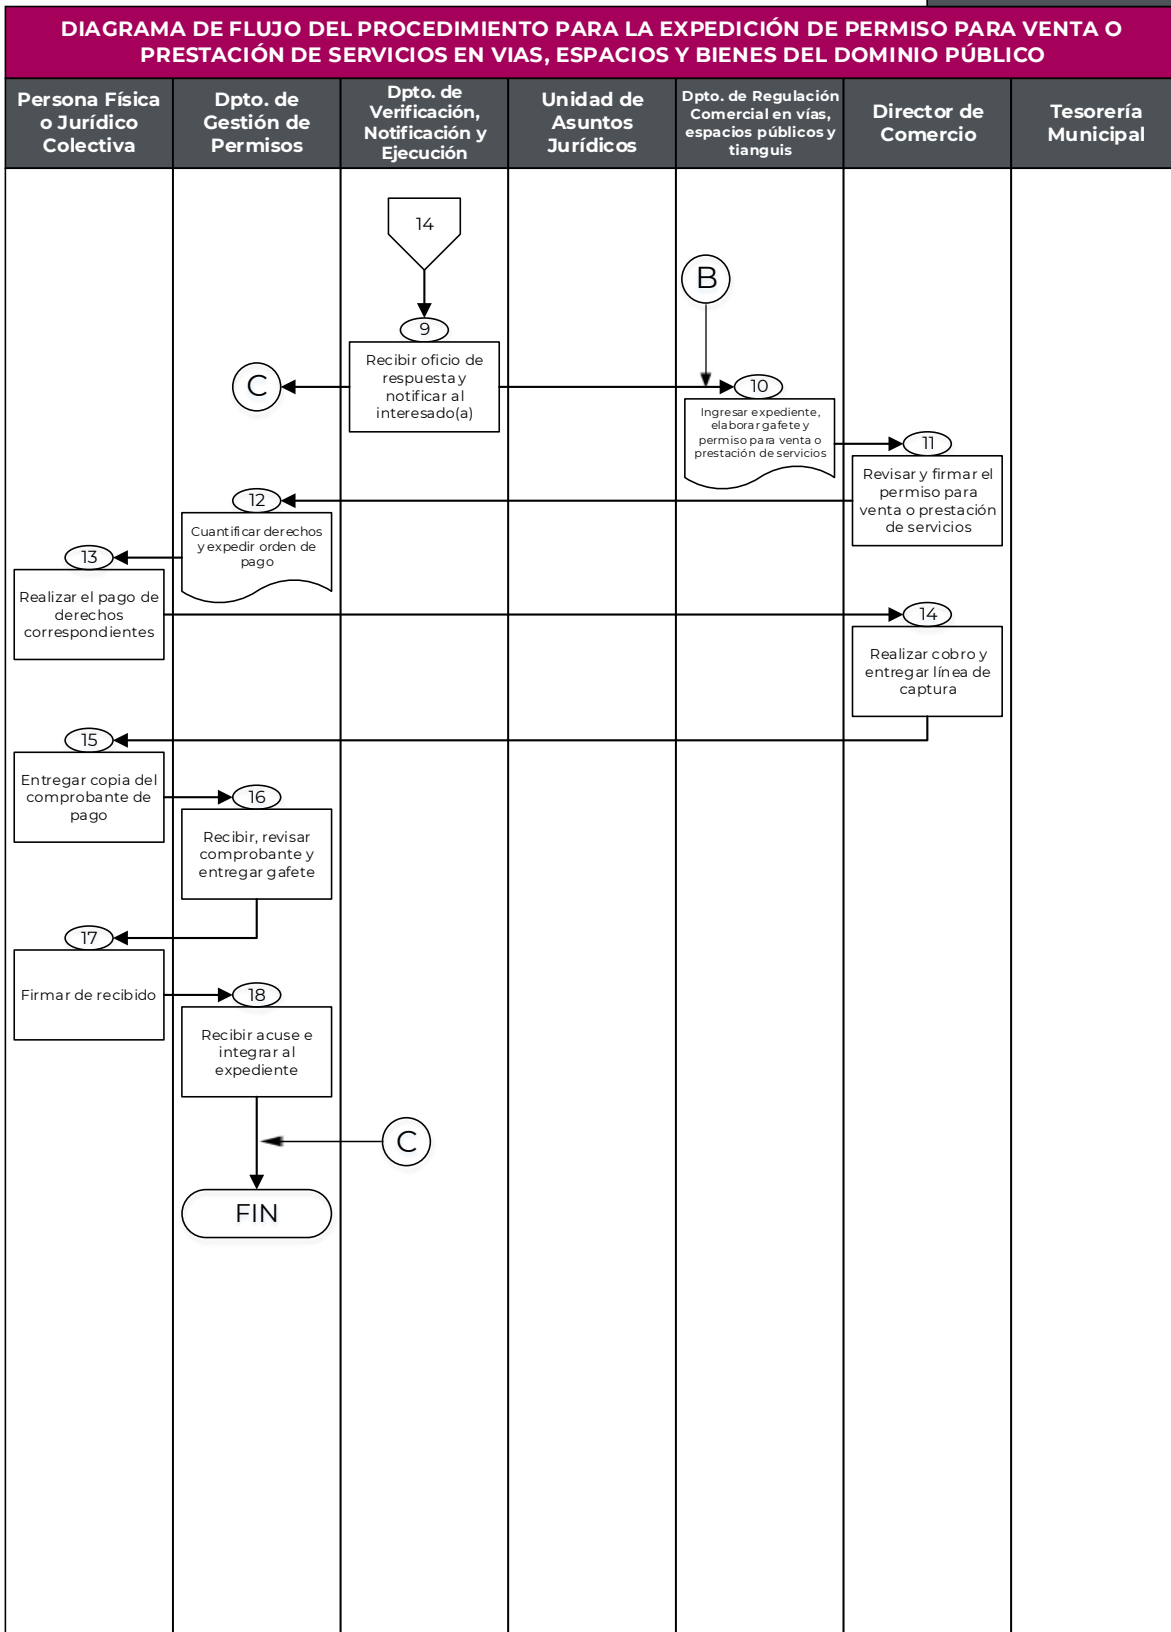 DIAGRAMA DE FLUJO DEL PROCEDIMIENTO PARA LA EXPEDICIÓN DE PERMISO PARA VENTA O
PRESTACIÓN DE SERVICIOS EN VIAS, ESPACIOS Y BIENES DEL DOMINIO PÚBLICO
Persona Física
o Jurídico
Colectiva
Dpto. de
Gestión de
Permisos
Dpto. de
Verificación,
Notificación y
Ejecución
Unidad de
Asuntos
Jurídicos
Dpto. de Regulación
Comercial en vías,
espacios públicos y
tianguis
Director de
Comercio
Tesorería
Municipal
14
B
9
Recibir oficio de
respuesta y
notificar al
interesado(a)
C
10
Ingresar expediente,
elaborar gafete y
permiso para venta o
prestación de servicios
11
Revisar y firmar el
permiso para
venta o prestación
de servicios
12
Cuantificar derechos
y expedir orden de
pago
13
Realizar el pago de
derechos
correspondientes
14
Realizar cobro y
entregar línea de
captura
15
Entregar copia del
comprobante de
pago
16
Recibir, revisar
comprobante y
entregar gafete
17
Firmar de recibido
18
Recibir acuse e
integrar al
expediente
C
FIN